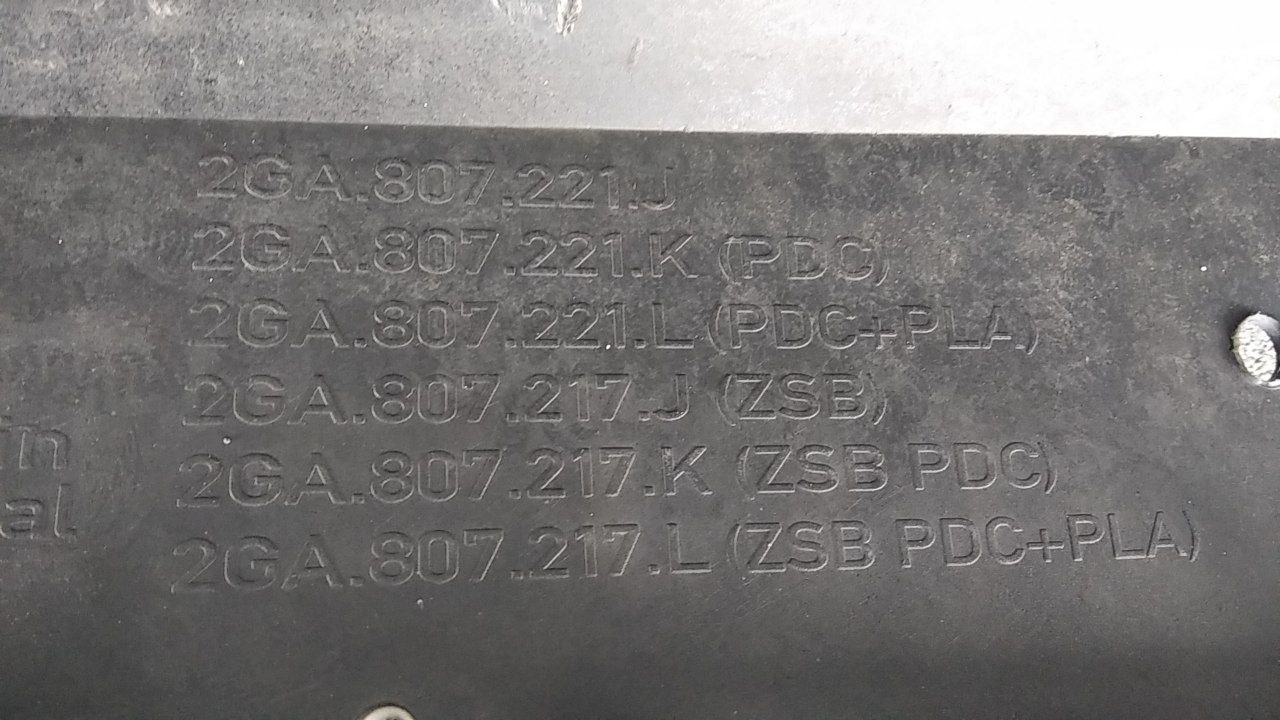 2GA.807.221.J
2GA.807.221.K (PDC)
2GA.807.221.L (PDC+PLA)
2GA.807.217.J (ZSB)
2GA.807.217.K (ZSB PDC)
2GA.807.217.L (ZSB PDC+PLA)